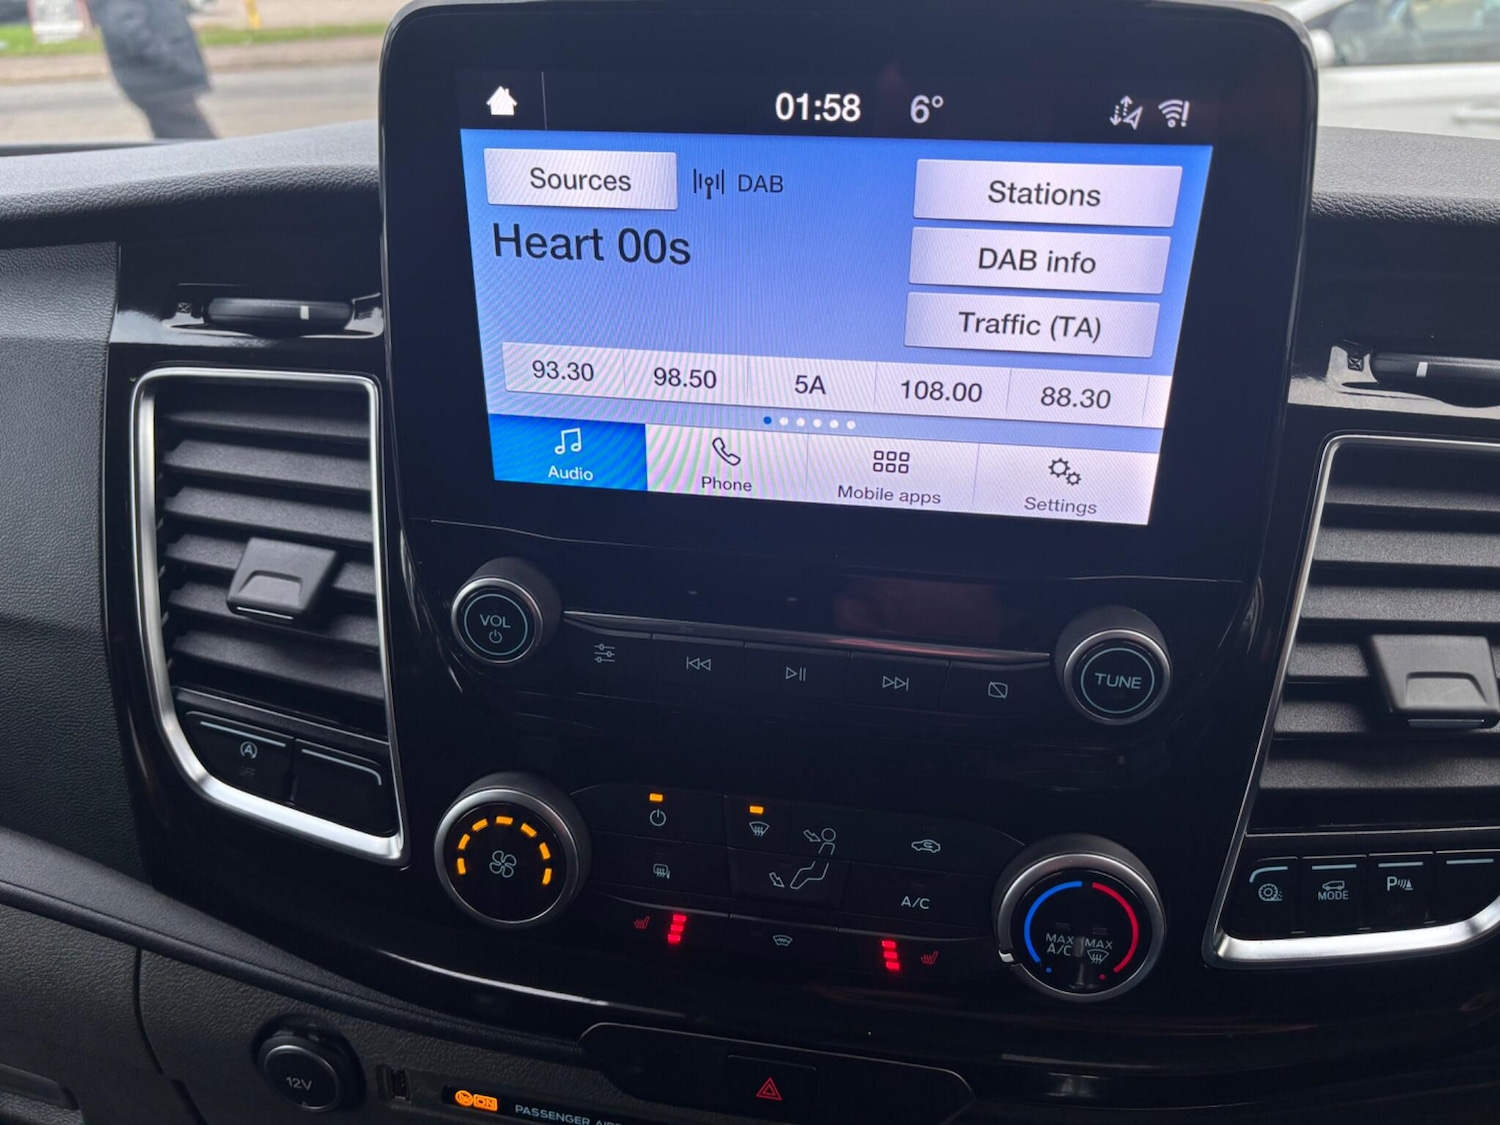 01:58 6°
Sources DAB Stations
Heart 00s
DAB info
Traffic (TA)
93.30 98.50 5A 108.00 88.30
Audio Phone Mobile apps Settings
VOL
TUNE
A
OFF
A/C
MAX
A/C
MAX
MODE
P
12V
ON
PASSENGER